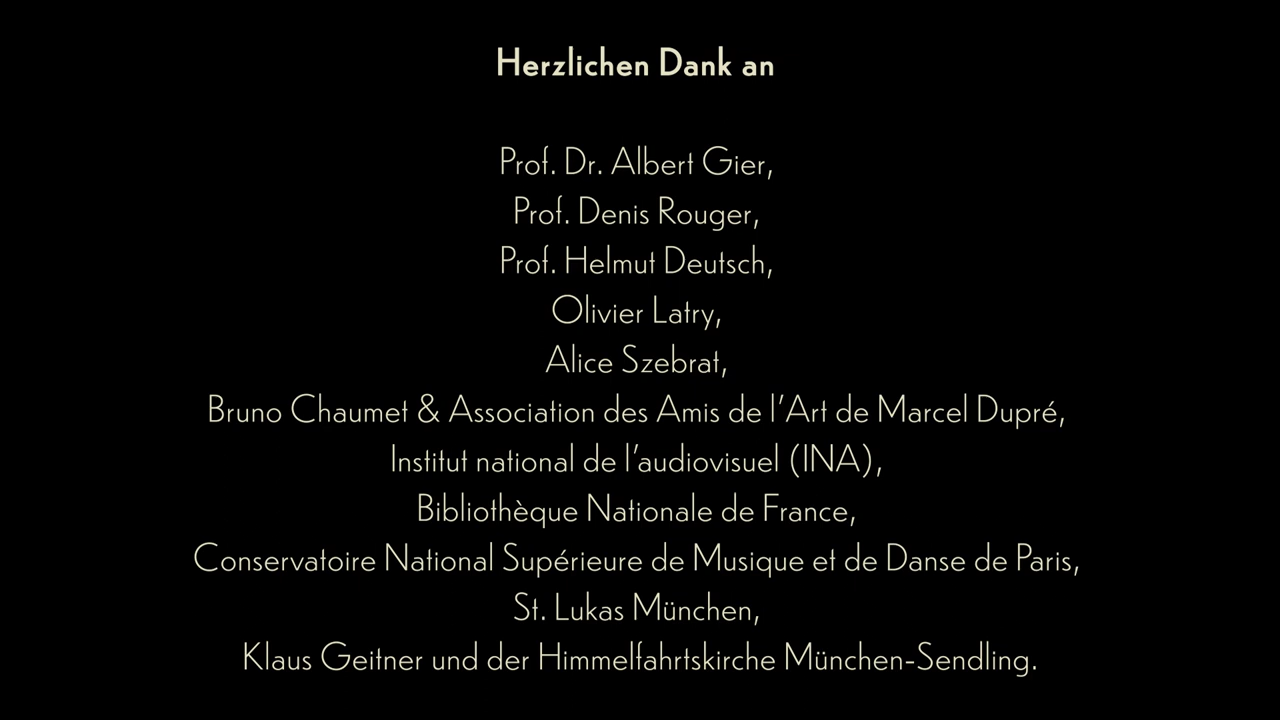 Herzlichen Dank an
Prof. Dr. Albert Gier,
Prof. Denis Rouger,
Prof. Helmut Deutsch,
Olivier Latry,
Alice Szebrat,
Bruno Chaumet & Association des Amis de l'Art de Marcel Dupré,
Institut national de l'audiovisuel (INA),
Bibliothèque Nationale de France,
Conservatoire National Supérieure de Musique et de Danse de Paris,
St. Lukas München,
Klaus Geitner und der Himmelfahrtskirche München-Sendling.